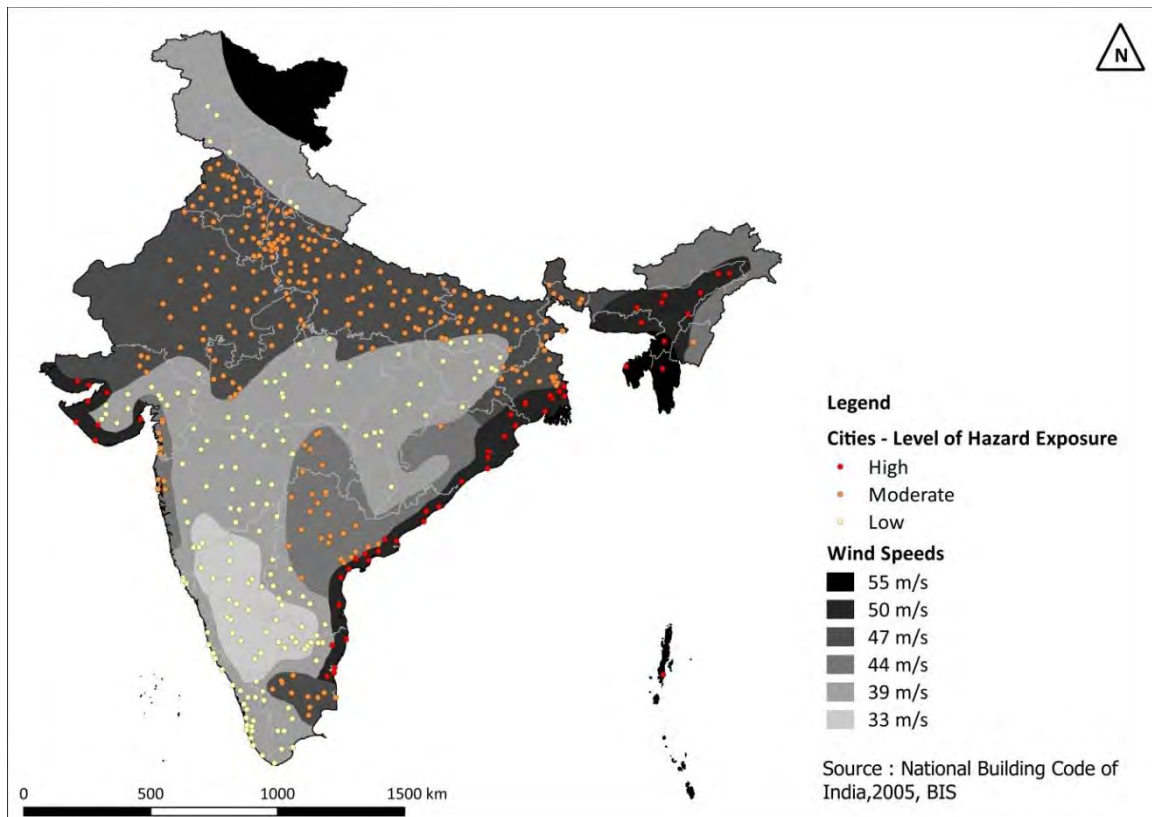 N
Legend
Cities - Level of Hazard Exposure
High
Moderate
Low
Wind Speeds
55 m/s
50 m/s
47 m/s
44 m/s
39 m/s
33 m/s
Source : National Building Code of
India,2005, BIS
0 500 1000 1500 km